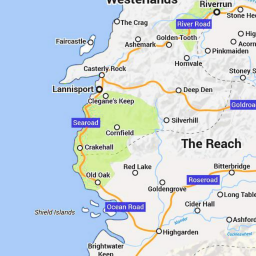 Westerlands
Riverrun
The Crag
River Road
Stone He
Faircastle
Golden-Tooth
Ashemark
Acorn
Pinkmaiden
Hornvale
Casterly Rock
Stoney S
Lannisport
Deep Den
Clegane's Keep
Goldroa
Searoad
Silverhill
Cornfield
Crakehall
The Reach
Red Lake
Bitterbridge
Old Oak
Roseroad
Goldengrove
Long Table
Cider Hall
Shield Islands
Ocean Road
Ashford
Highgarden
Brightwater
Keep